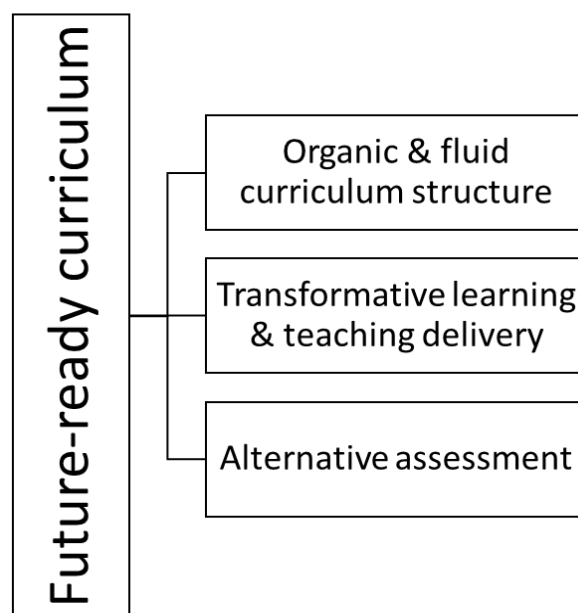 Future-ready curriculum
Organic & fluid
curriculum structure
Transformative learning
& teaching delivery
Alternative assessment